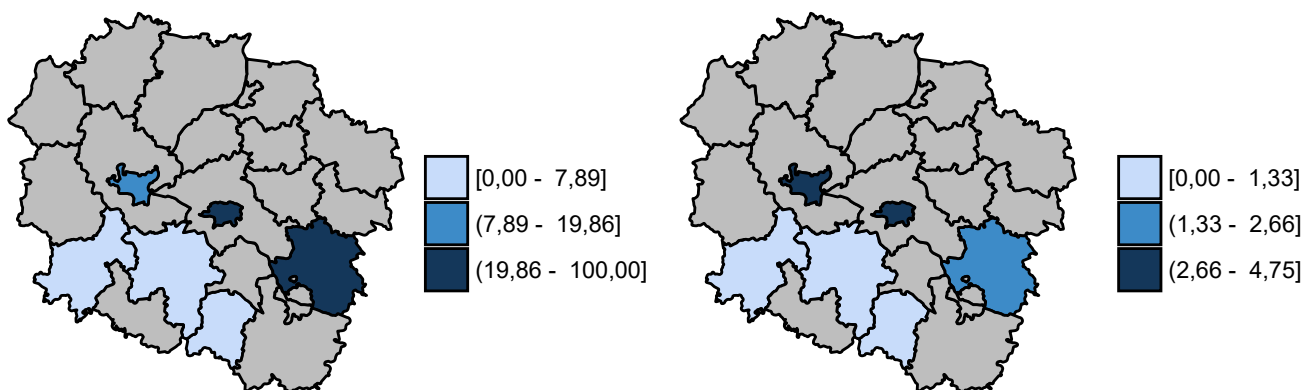 [0,00 - 7,89]
(7,89 - 19,86]
(19,86 - 100,00]
[0,00 - 1,33]
(1,33 - 2,66]
(2,66 - 4,75]